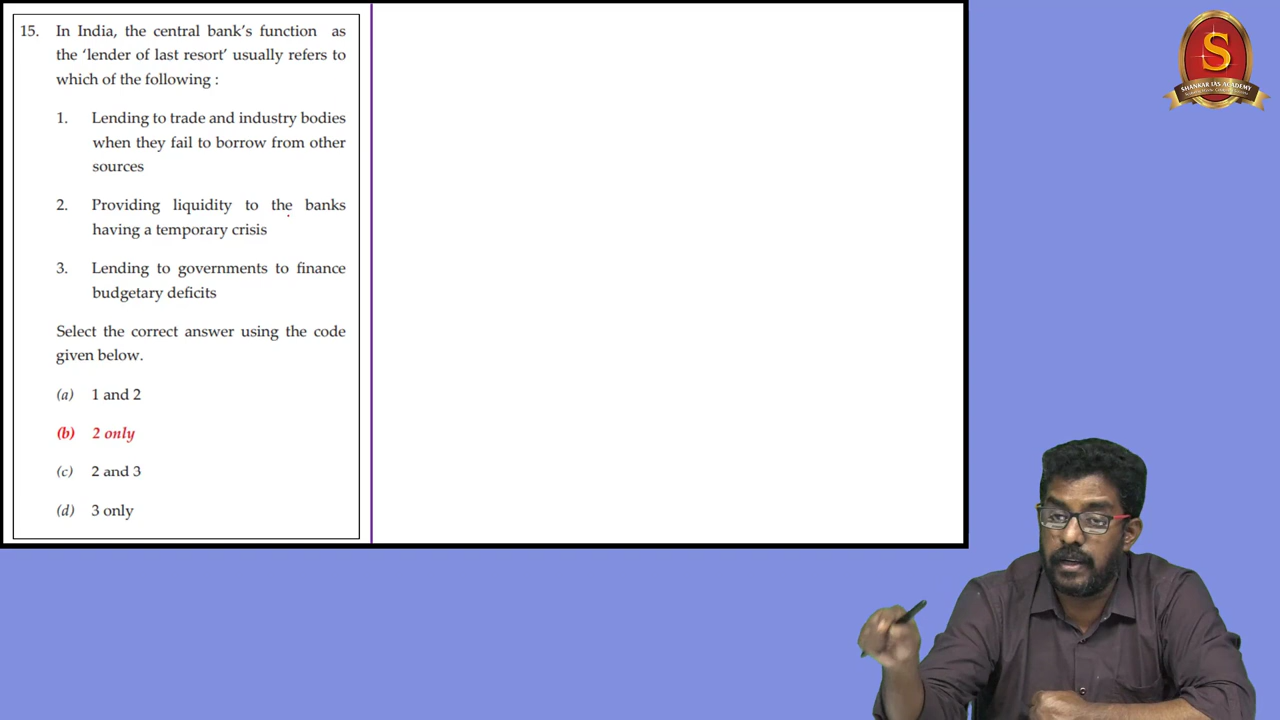 15. In India, the central bank's function as
the 'lender of last resort' usually refers to
which of the following :
1. Lending to trade and industry bodies
when they fail to borrow from other
sources
2. Providing liquidity to the banks
having a temporary crisis
3. Lending to governments to finance
budgetary deficits
Select the correct answer using the code
given below.
(a) 1 and 2
(b) 2 only
(c) 2 and 3
(d) 3 only
S
SHANKAR IAS ACADEMY